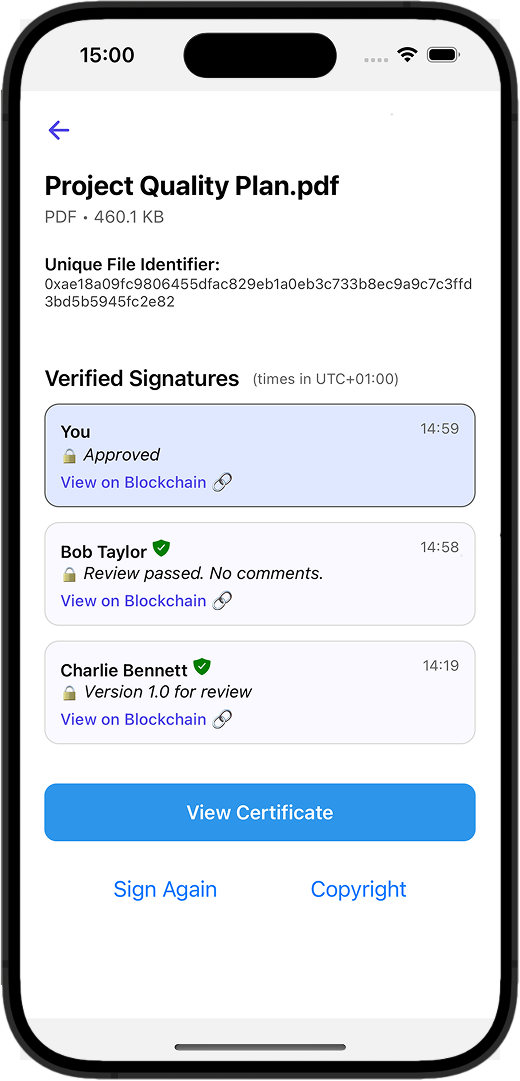 15:00
Project Quality Plan.pdf
PDF • 460.1 KB
Unique File Identifier:
0xae18a09fc9806455dfac829eb1a0eb3c733b8ec9a9c7c3ffd
3bd5b5945fc2e82
Verified Signatures (times in UTC+01:00)
You 14:59
Approved
View on Blockchain
Bob Taylor 14:58
Review passed. No comments.
View on Blockchain
Charlie Bennett 14:19
Version 1.0 for review
View on Blockchain
View Certificate
Sign Again Copyright